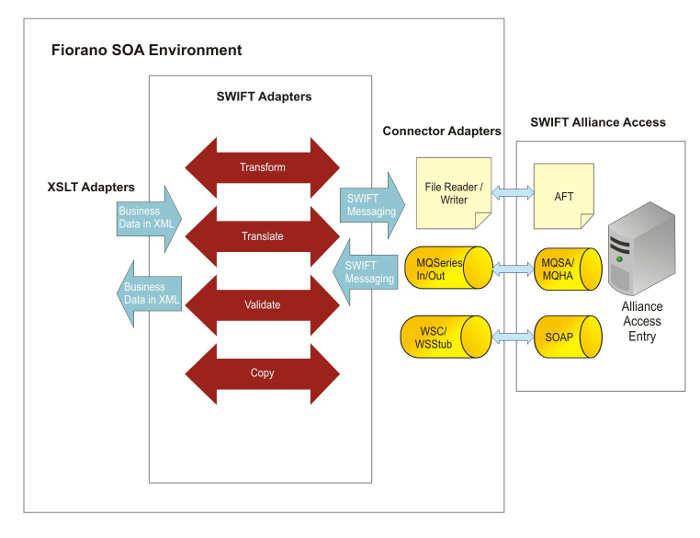 Fiorano SOA Environment
SWIFT Adapters
SWIFT Alliance Access
Connector Adapters
XSLT Adapters
Transform
Translate
Validate
Copy
Business
Data in XML
Business
Data in XML
SWIFT
Messaging
SWIFT
Messaging
File Reader /
Writer
AFT
MQSeries
In/Out
MQSA/
MQHA
WSC/
WSStub
SOAP
Alliance
Access
Entry